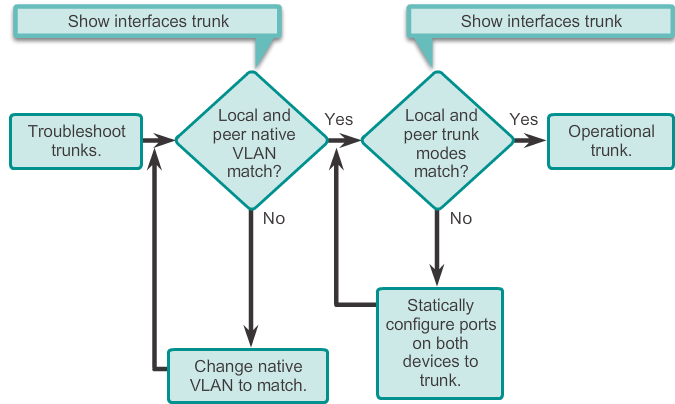 Show interfaces trunk
Show interfaces trunk
Troubleshoot
trunks.
Local and
peer native
VLAN
match?
Yes
Local and
peer trunk
modes
match?
Yes
Operational
trunk.
No
No
Change native
VLAN to match.
Statically
configure ports
on both
devices to
trunk.